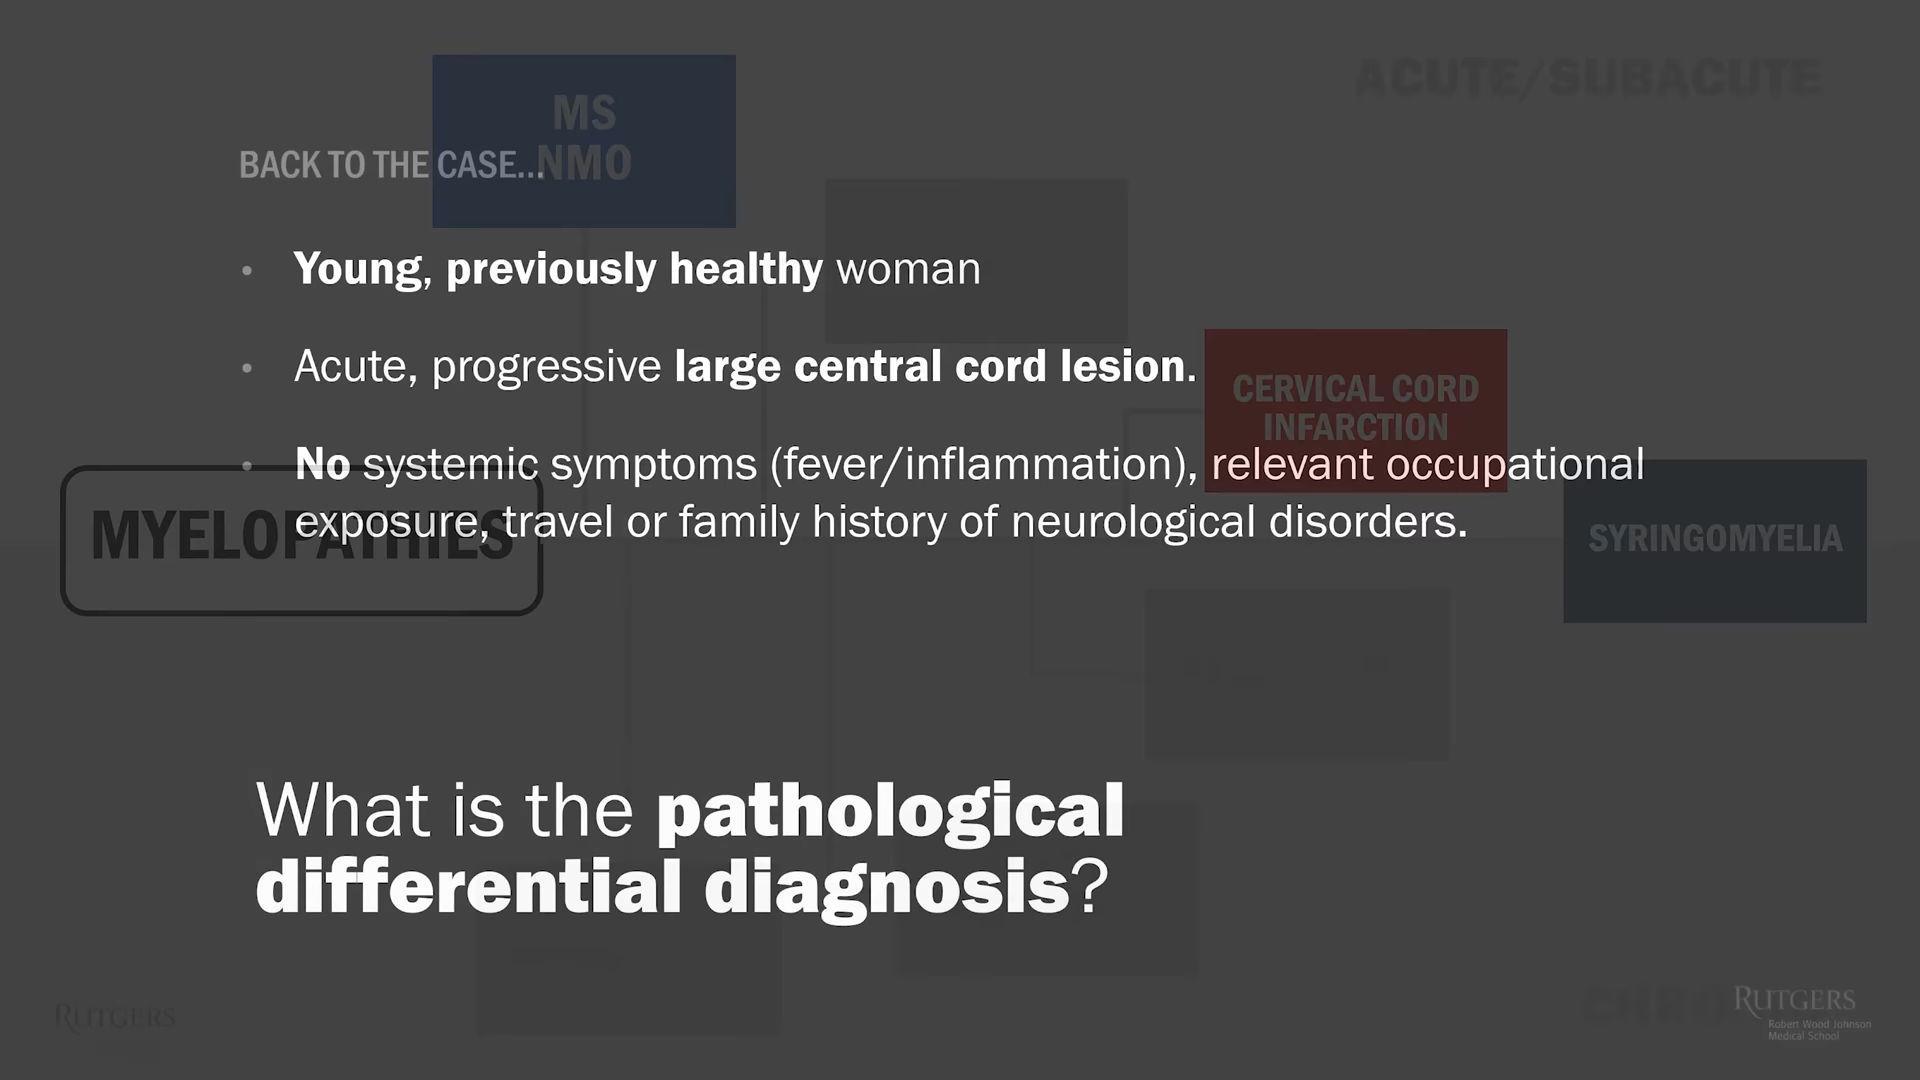 ACUTE/SUBACUTE
MS
NMO
BACK TO THE CASE...
• Young, previously healthy woman
• Acute, progressive large central cord lesion.
CERVICAL CORD
INFARCTION
• No systemic symptoms (fever/inflammation), relevant occupational
exposure, travel or family history of neurological disorders.
MYELOPATHIES
SYRINGOMYELIA
What is the pathological
differential diagnosis?
RUTGERS
RUTGERS
Robert Wood Johnson
Medical School